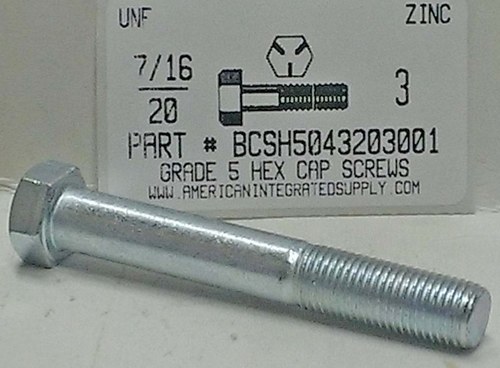 UNF ZINC
7/16
20 3
PART # BCSH5043203001
GRADE 5 HEX CAP SCREWS
WWW.AMERICANINTEGRATEDSUPPLY.COM